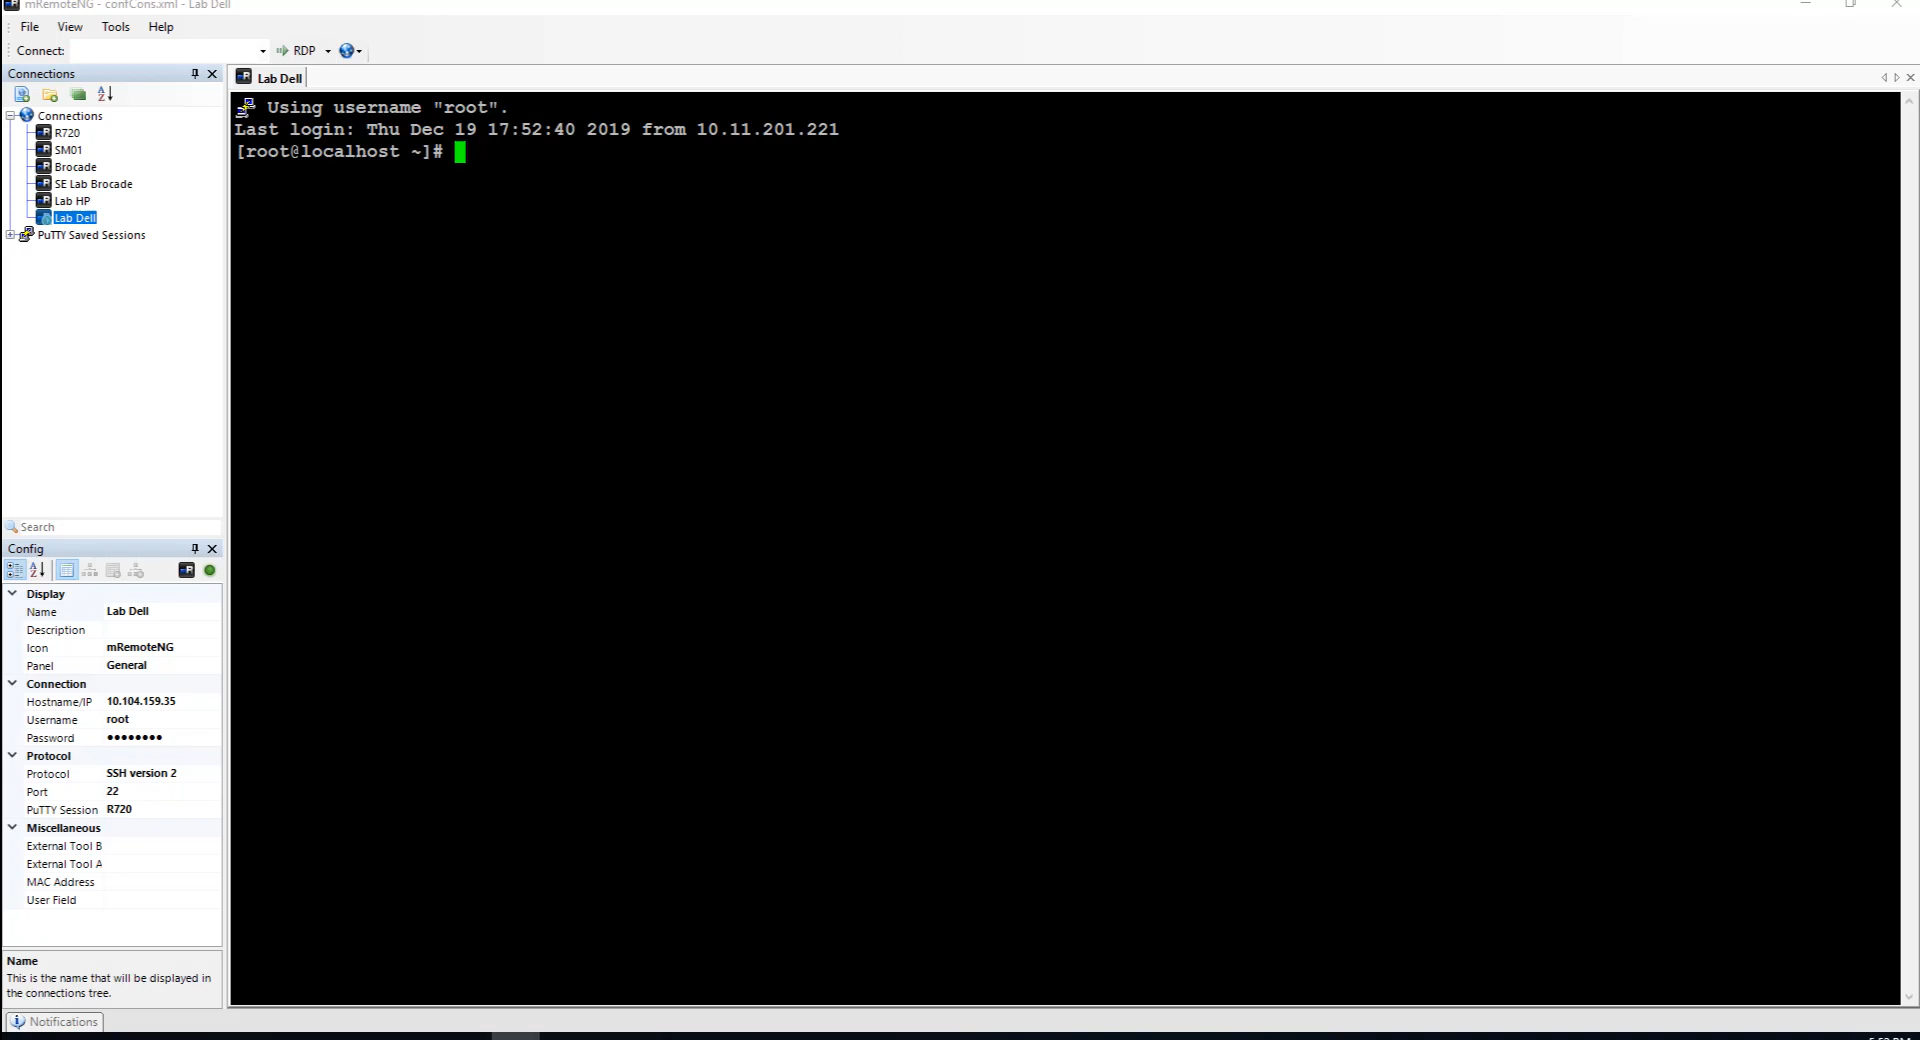 mRemoteNG - confCons.xml - Lab Dell
File View Tools Help
Connect: RDP
Connections
Connections
R720
SM01
Brocade
SE Lab Brocade
Lab HP
Lab Dell
PuTTY Saved Sessions
Search
Config
Display
Name Lab Dell
Description
Icon mRemoteNG
Panel General
Connection
Hostname/IP 10.104.159.35
Username root
Password ●●●●●●●●
Protocol
Protocol SSH version 2
Port 22
PuTTY Session R720
Miscellaneous
External Tool B
External Tool A
MAC Address
User Field
Name
This is the name that will be displayed in
the connections tree.
Notifications
Lab Dell
Using username "root".
Last login: Thu Dec 19 17:52:40 2019 from 10.11.201.221
[root@localhost ~]#